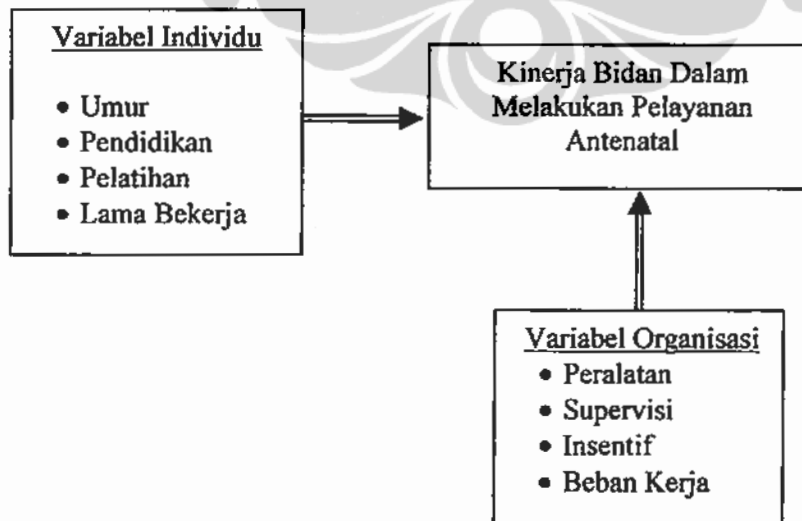 Variabel Individu
• Umur
• Pendidikan
• Pelatihan
• Lama Bekerja
Kinerja Bidan Dalam
Melakukan Pelayanan
Antenatal
Variabel Organisasi
• Peralatan
• Supervisi
• Insentif
• Beban Kerja